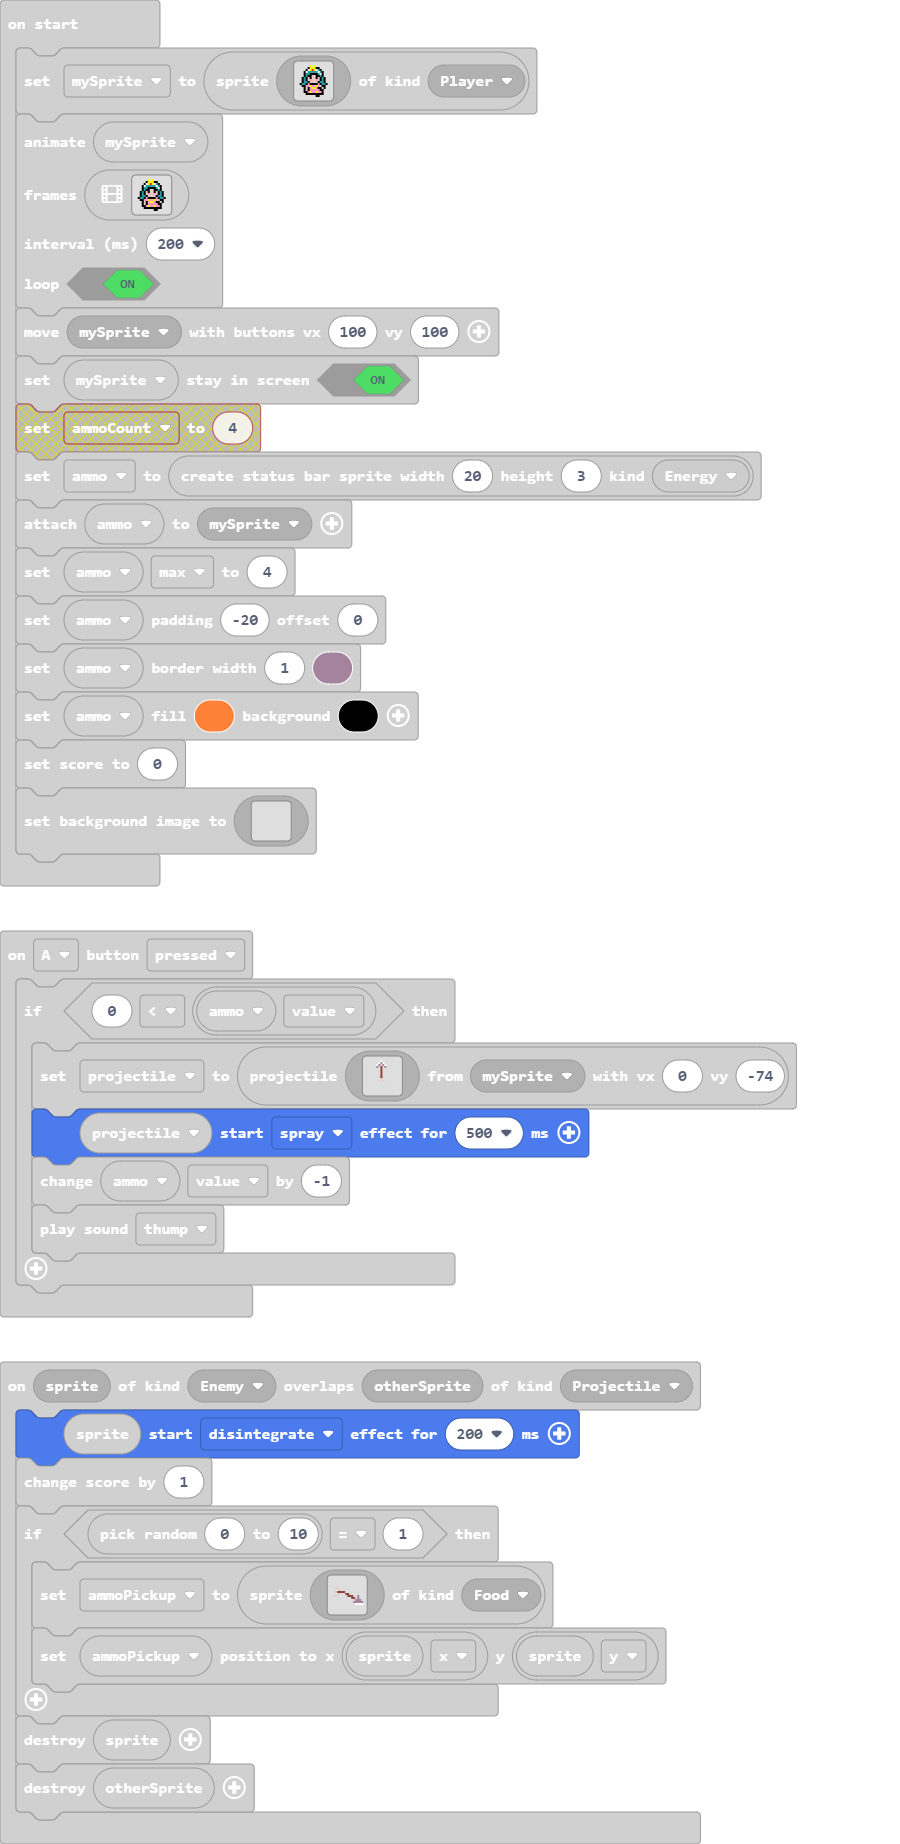 on start
set mySprite to sprite of kind Player
animate mySprite
frames
interval (ms) 200
loop ON
move mySprite with buttons vx 100 vy 100
set mySprite stay in screen ON
set ammoCount to 4
set ammo to create status bar sprite width 20 height 3 kind Energy
attach ammo to mySprite
set ammo max to 4
set ammo padding -20 offset 0
set ammo border width 1
set ammo fill background
set score to 0
set background image to
on A button pressed
if 0 < ammo value then
set projectile to projectile from mySprite with vx 0 vy -74
projectile start spray effect for 500 ms
change ammo value by -1
play sound thump
on sprite of kind Enemy overlaps otherSprite of kind Projectile
sprite start disintegrate effect for 200 ms
change score by 1
if pick random 0 to 10 = 1 then
set ammoPickup to sprite of kind Food
set ammoPickup position to x sprite x y sprite y
destroy sprite
destroy otherSprite